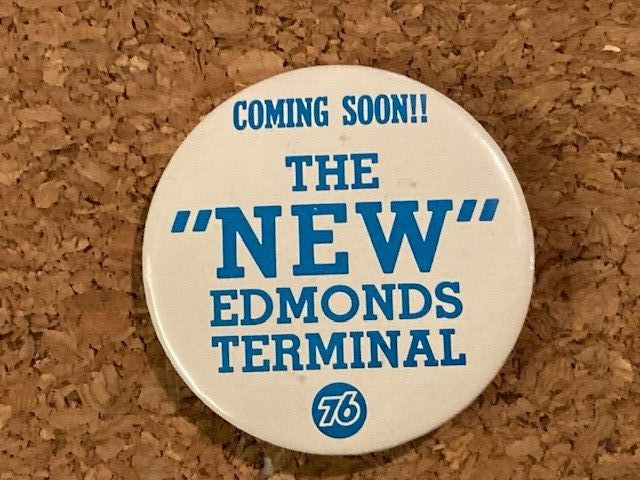 COMING SOON!!
THE
"NEW"
EDMONDS
TERMINAL
76